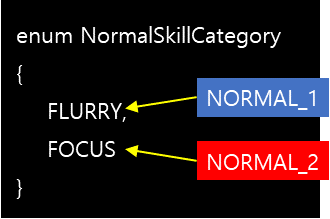 enum NormalSkillCategory
{
FLURRY,
NORMAL_1
FOCUS
NORMAL_2
}